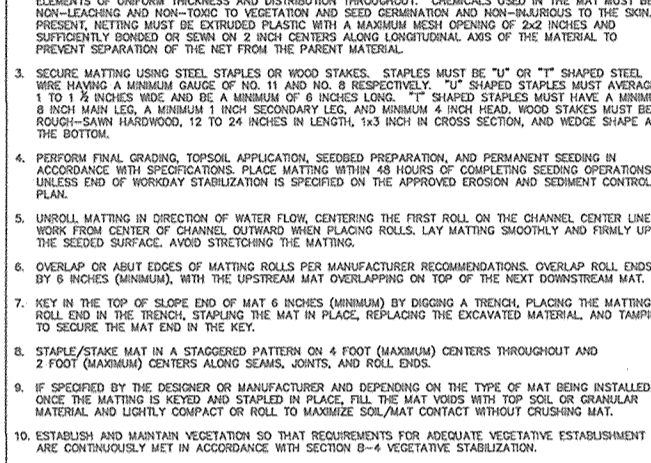 ELEMENTS OF UNIFORM THICKNESS AND DISTRIBUTION THROUGHOUT. CHEMICALS USED IN THE MAT MUST BE
NON-LEACHING AND NON-TOXIC TO VEGETATION AND SEED GERMINATION AND NON-INJURIOUS TO THE SKIN.
PRESENT, NETTING MUST BE EXTRUDED PLASTIC WITH A MAXIMUM MESH OPENING OF 2x2 INCHES AND
SUFFICIENTLY BONDED OR SEWN ON 2 INCH CENTERS ALONG LONGITUDINAL AXIS OF THE MATERIAL TO
PREVENT SEPARATION OF THE NET FROM THE PARENT MATERIAL.
3. SECURE MATTING USING STEEL STAPLES OR WOOD STAKES. STAPLES MUST BE "U" OR "T" SHAPED STEEL
WIRE HAVING A MINIMUM GAUGE OF NO. 11 AND NO. 8 RESPECTIVELY. "U" SHAPED STAPLES MUST AVERAG
1 TO 1 ½ INCHES WIDE AND BE A MINIMUM OF 6 INCHES LONG. "T" SHAPED STAPLES MUST HAVE A MINIM
8 INCH MAIN LEG, A MINIMUM 1 INCH SECONDARY LEG, AND MINIMUM 4 INCH HEAD. WOOD STAKES MUST BE
ROUGH-SAWN HARDWOOD, 12 TO 24 INCHES IN LENGTH, 1x3 INCH IN CROSS SECTION, AND WEDGE SHAPE A
THE BOTTOM.
4. PERFORM FINAL GRADING, TOPSOIL APPLICATION, SEEDBED PREPARATION, AND PERMANENT SEEDING IN
ACCORDANCE WITH SPECIFICATIONS. PLACE MATTING WITHIN 48 HOURS OF COMPLETING SEEDING OPERATIONS
UNLESS END OF WORKDAY STABILIZATION IS SPECIFIED ON THE APPROVED EROSION AND SEDIMENT CONTROL
PLAN.
5. UNROLL MATTING IN DIRECTION OF WATER FLOW, CENTERING THE FIRST ROLL ON THE CHANNEL CENTER LINE
WORK FROM CENTER OF CHANNEL OUTWARD WHEN PLACING ROLLS. LAY MATTING SMOOTHLY AND FIRMLY UP
THE SEEDED SURFACE. AVOID STRETCHING THE MATTING.
6. OVERLAP OR ABUT EDGES OF MATTING ROLLS PER MANUFACTURER RECOMMENDATIONS. OVERLAP ROLL ENDS
BY 6 INCHES (MINIMUM), WITH THE UPSTREAM MAT OVERLAPPING ON TOP OF THE NEXT DOWNSTREAM MAT.
7. KEY IN THE TOP OF SLOPE END OF MAT 6 INCHES (MINIMUM) BY DIGGING A TRENCH, PLACING THE MATTING
ROLL END IN THE TRENCH, STAPLING THE MAT IN PLACE, REPLACING THE EXCAVATED MATERIAL, AND TAMPI
TO SECURE THE MAT END IN THE KEY.
8. STAPLE/STAKE MAT IN A STAGGERED PATTERN ON 4 FOOT (MAXIMUM) CENTERS THROUGHOUT AND
2 FOOT (MAXIMUM) CENTERS ALONG SEAMS, JOINTS, AND ROLL ENDS.
9. IF SPECIFIED BY THE DESIGNER OR MANUFACTURER AND DEPENDING ON THE TYPE OF MAT BEING INSTALLED
ONCE THE MATTING IS KEYED AND STAPLED IN PLACE, FILL THE MAT VOIDS WITH TOP SOIL OR GRANULAR
MATERIAL AND LIGHTLY COMPACT OR ROLL TO MAXIMIZE SOIL/MAT CONTACT WITHOUT CRUSHING MAT.
10. ESTABLISH AND MAINTAIN VEGETATION SO THAT REQUIREMENTS FOR ADEQUATE VEGETATIVE ESTABLISHMENT
ARE CONTINUOUSLY MET IN ACCORDANCE WITH SECTION B-4 VEGETATIVE STABILIZATION.